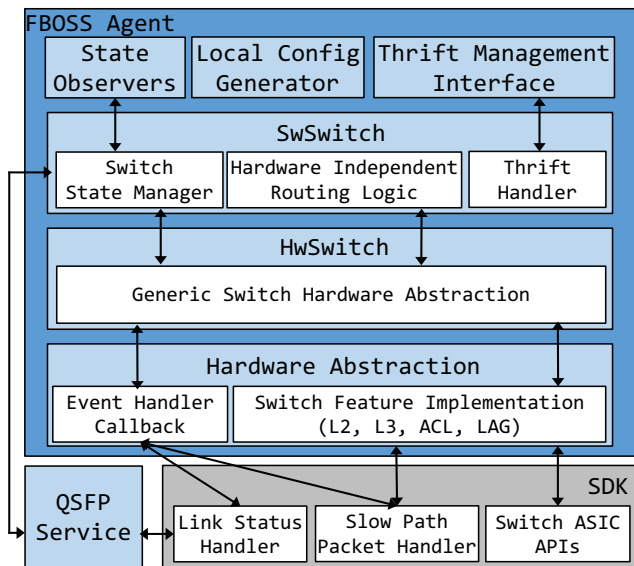 FBOSS Agent
State
Observers
Local Config
Generator
Thrift Management
Interface
SwSwitch
Switch
State Manager
Hardware Independent
Routing Logic
Thrift
Handler
HwSwitch
Generic Switch Hardware Abstraction
Hardware Abstraction
Event Handler
Callback
Switch Feature Implementation
(L2, L3, ACL, LAG)
QSFP
Service
SDK
Link Status
Handler
Slow Path
Packet Handler
Switch ASIC
APIs